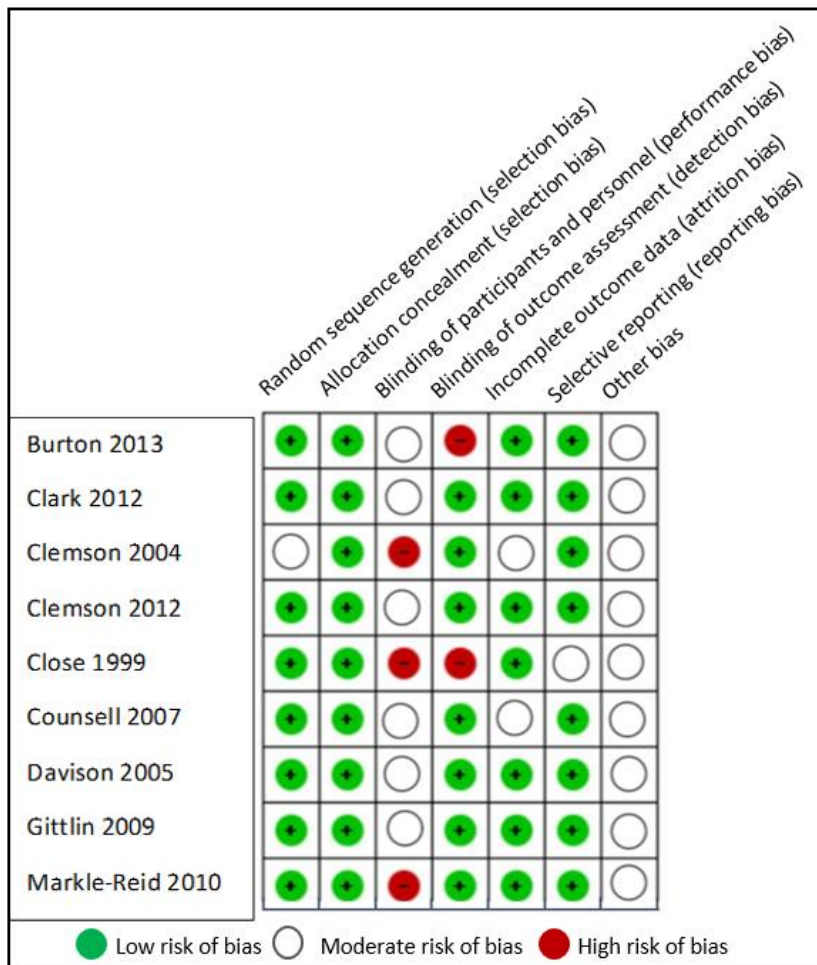 Random sequence generation (selection bias)
Allocation concealment (selection bias)
Blinding of participants and personnel (performance bias)
Blinding of outcome assessment (detection bias)
Incomplete outcome data (attrition bias)
Selective reporting (reporting bias)
Other bias
Burton 2013
+ + - + +
Clark 2012
+ + + + +
Clemson 2004
+ - + +
Clemson 2012
+ + + + +
Close 1999
+ + - - +
Counsell 2007
+ + + +
Davison 2005
+ + + + +
Gittlin 2009
+ + + + +
Markle-Reid 2010
+ + - + + +
Low risk of bias Moderate risk of bias High risk of bias